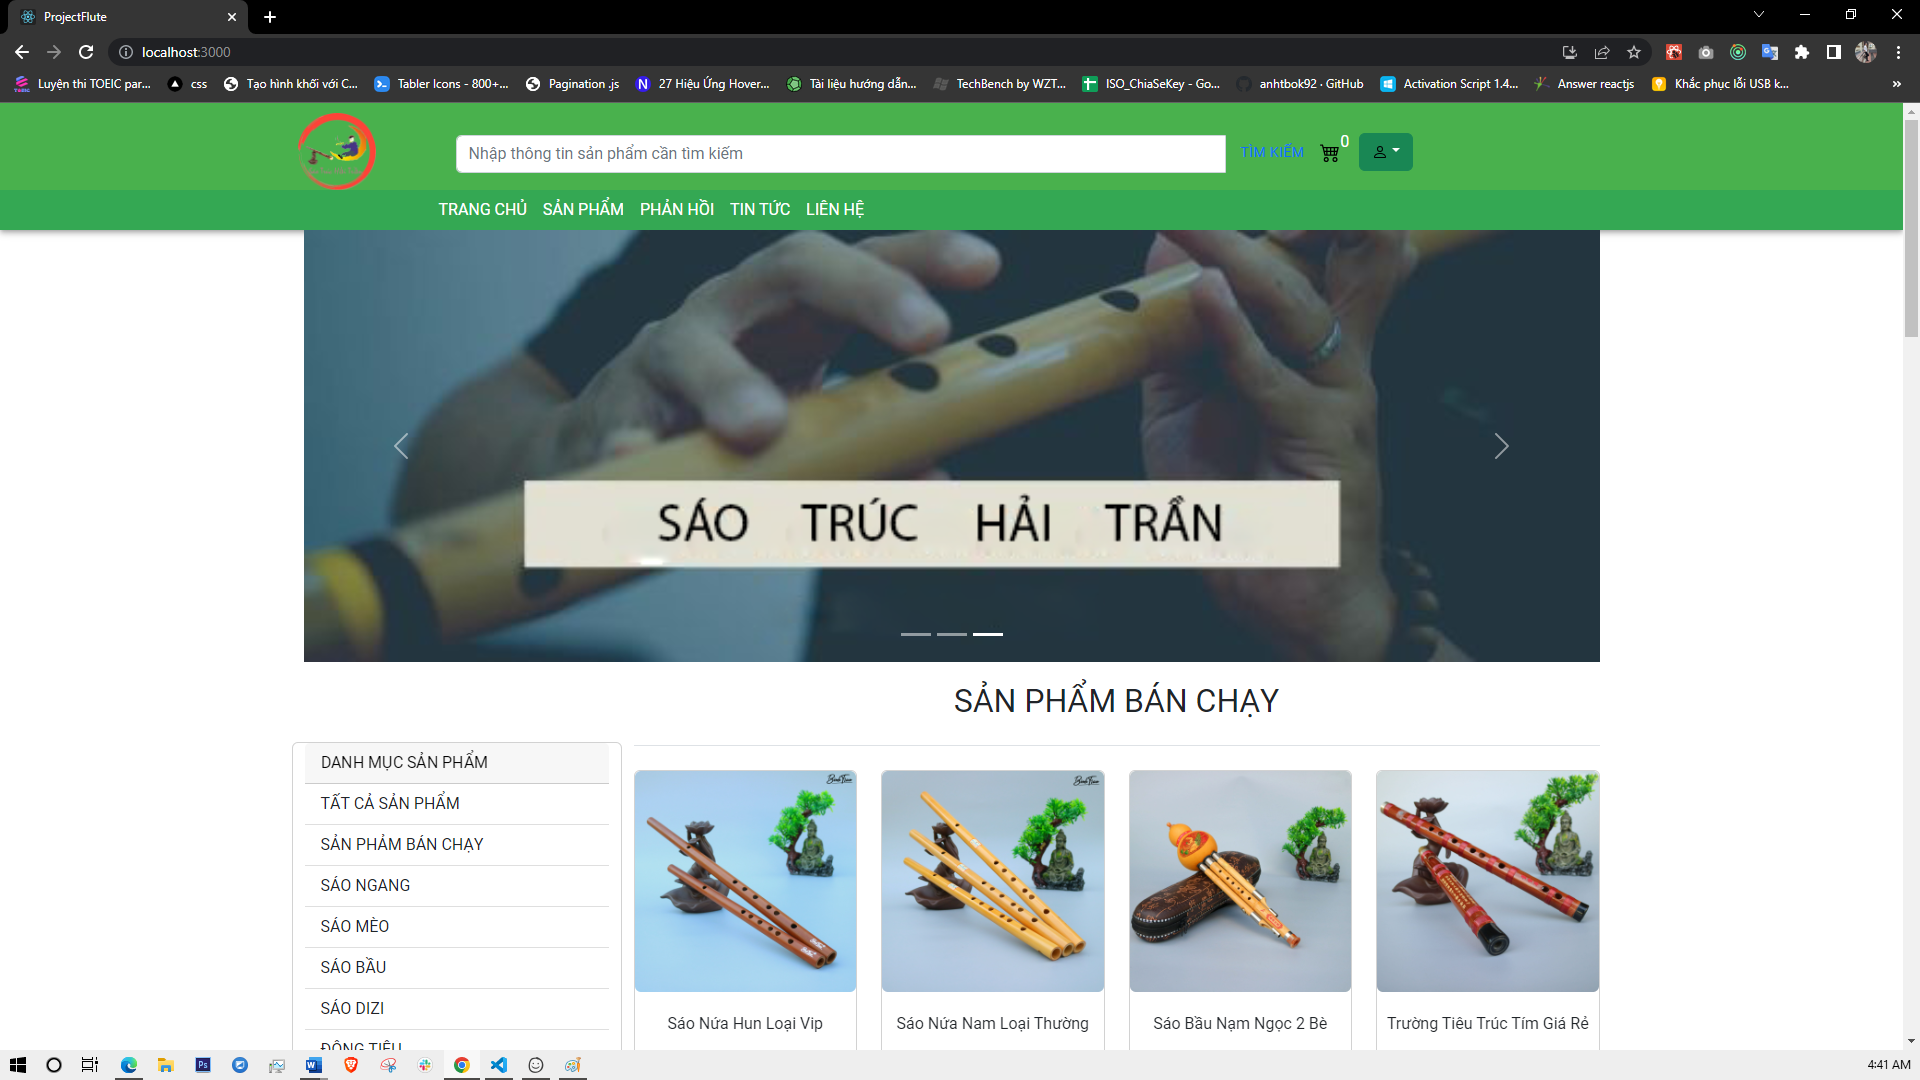 ProjectFlute
localhost:3000
Luyện thi TOEIC par...
css
Tạo hình khối với C...
Tabler Icons - 800+...
Pagination .js
27 Hiệu Ứng Hover...
Tài liệu hướng dẫn...
TechBench by WZT...
ISO_ChiaSeKey - Go...
anhtbok92 · GitHub
Activation Script 1.4...
Answer reactjs
Khắc phục lỗi USB k...
Nhập thông tin sản phẩm cần tìm kiếm
TÌM KIẾM
0
TRANG CHỦ SẢN PHẨM PHẢN HỒI TIN TỨC LIÊN HỆ
SÁO TRÚC HẢI TRẦN
SẢN PHẨM BÁN CHẠY
DANH MỤC SẢN PHẨM
TẤT CẢ SẢN PHẨM
SẢN PHẢM BÁN CHẠY
SÁO NGANG
SÁO MÈO
SÁO BẦU
SÁO DIZI
ĐỘNG TIÊU
Sáo Nứa Hun Loại Vip
Sáo Nứa Nam Loại Thường
Sáo Bầu Nạm Ngọc 2 Bè
Trường Tiêu Trúc Tím Giá Rẻ
4:41 AM